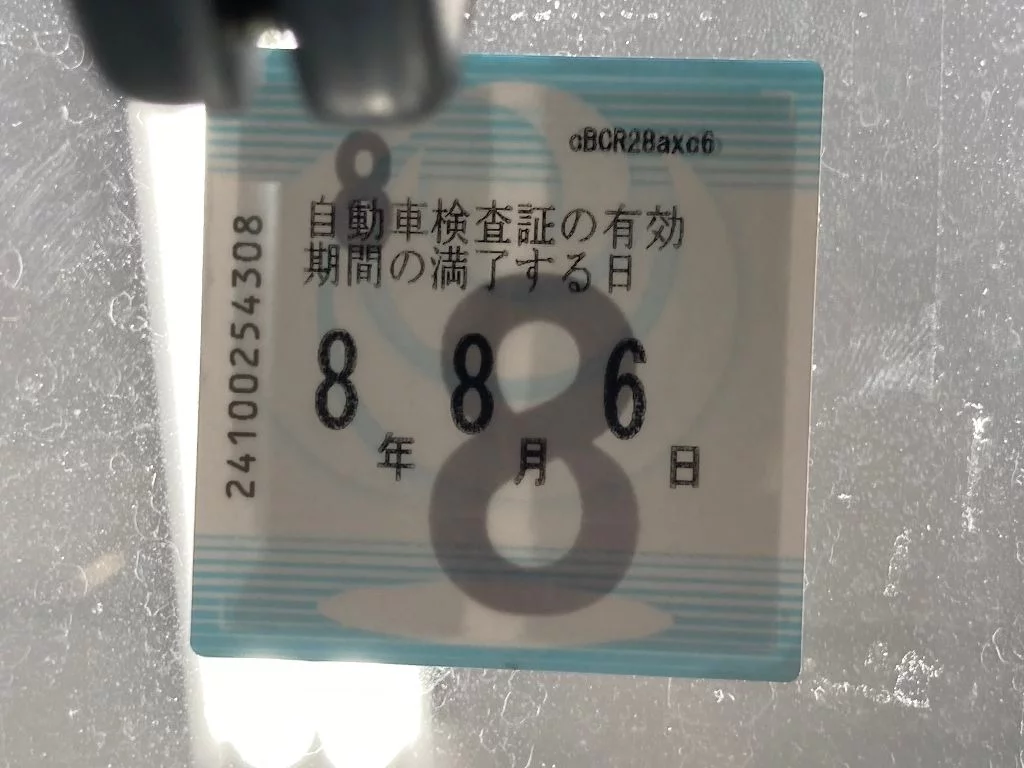 cBCR28axc6
8
自動車検査証の有効
期間の満了する日
8年 8月 6日
8
24100254308